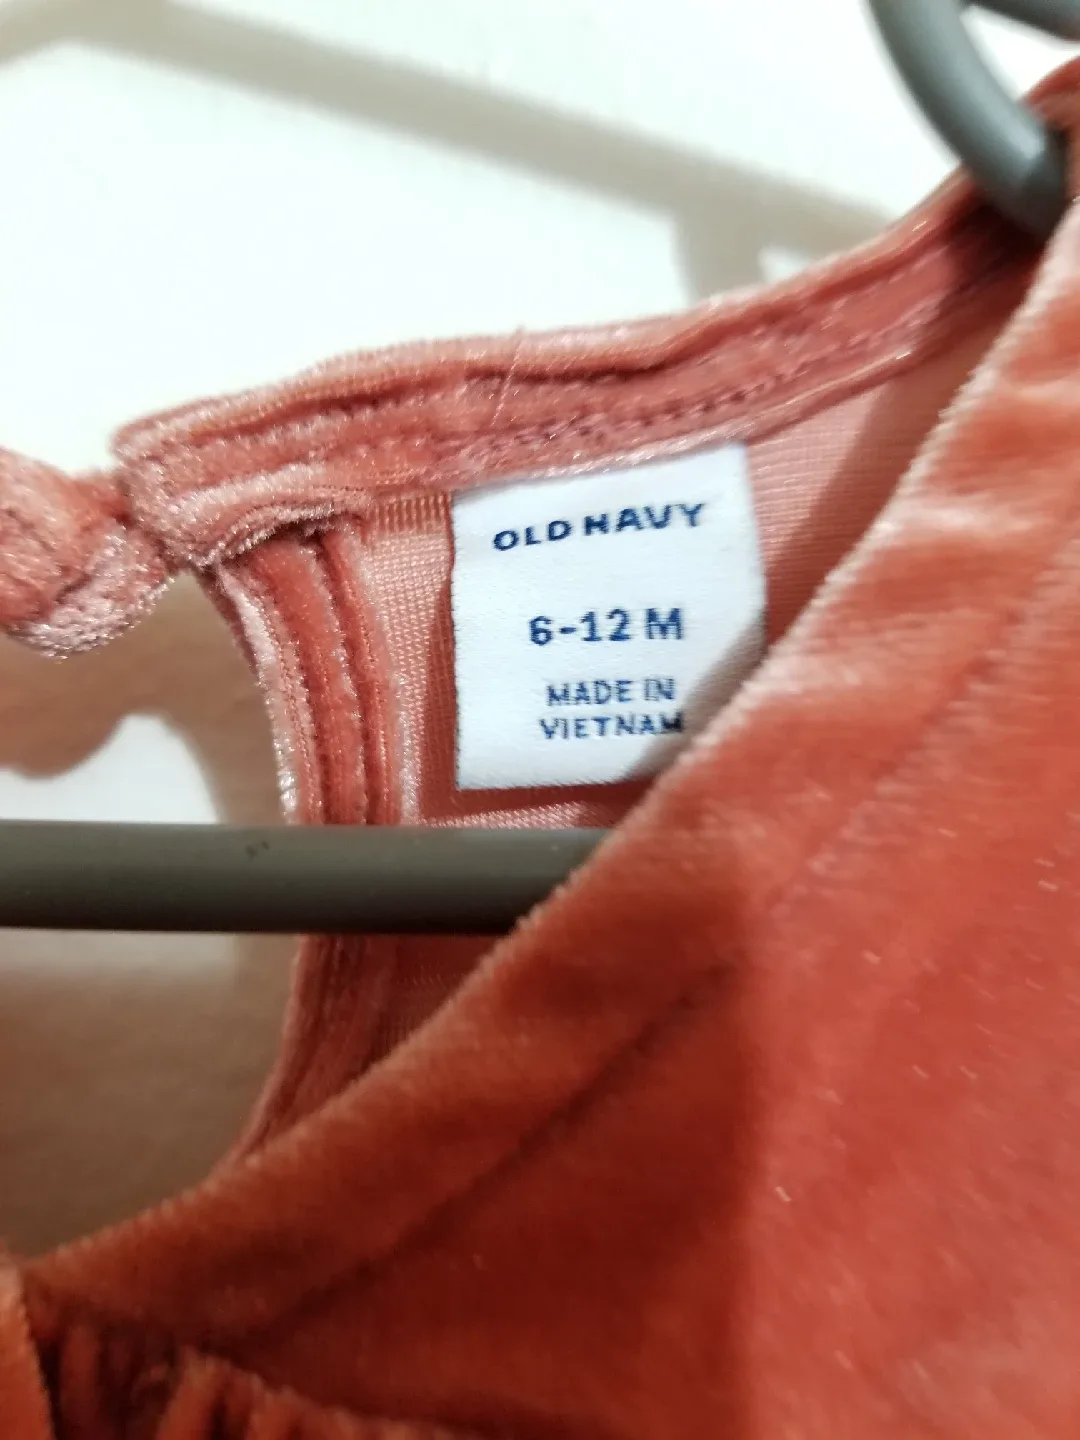 OLD NAVY
6-12 M
MADE IN
VIETNAM